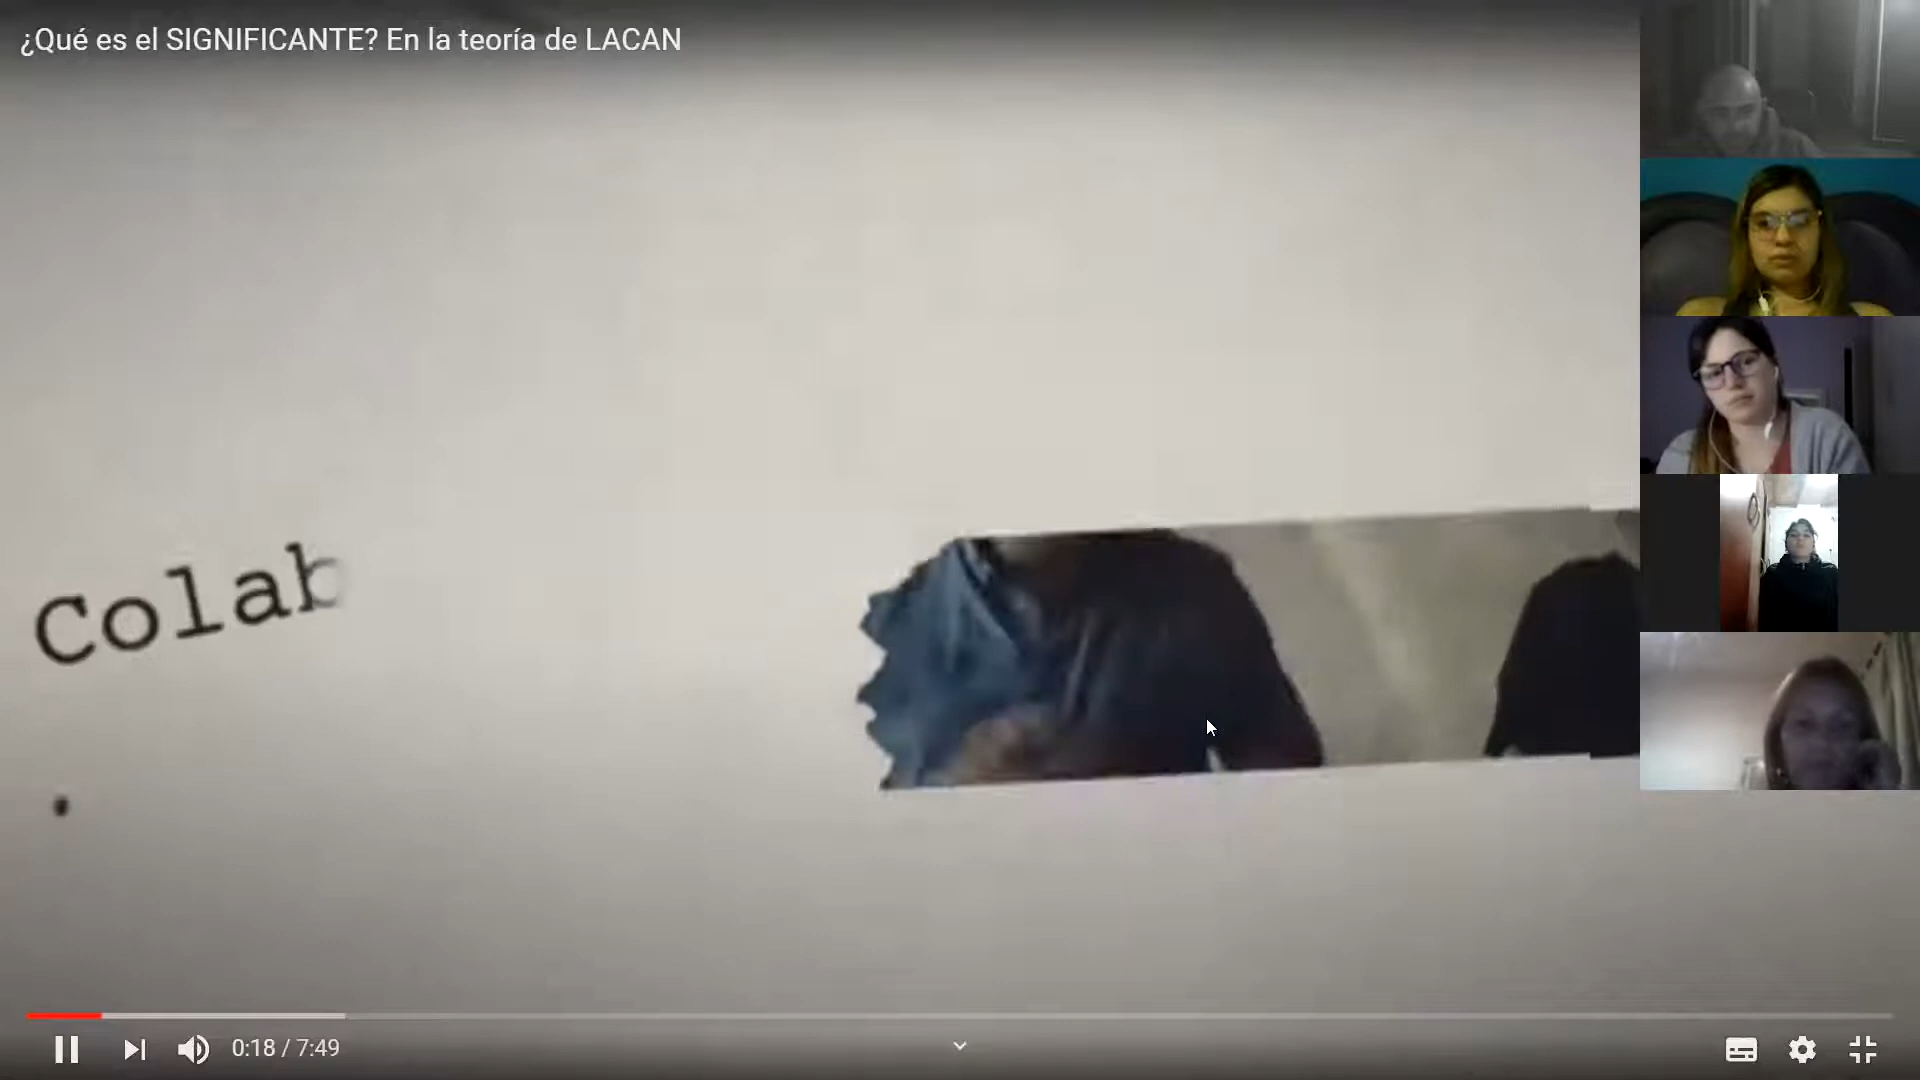 ¿Qué es el SIGNIFICANTE? En la teoría de LACAN
Colab
0:18 / 7:49